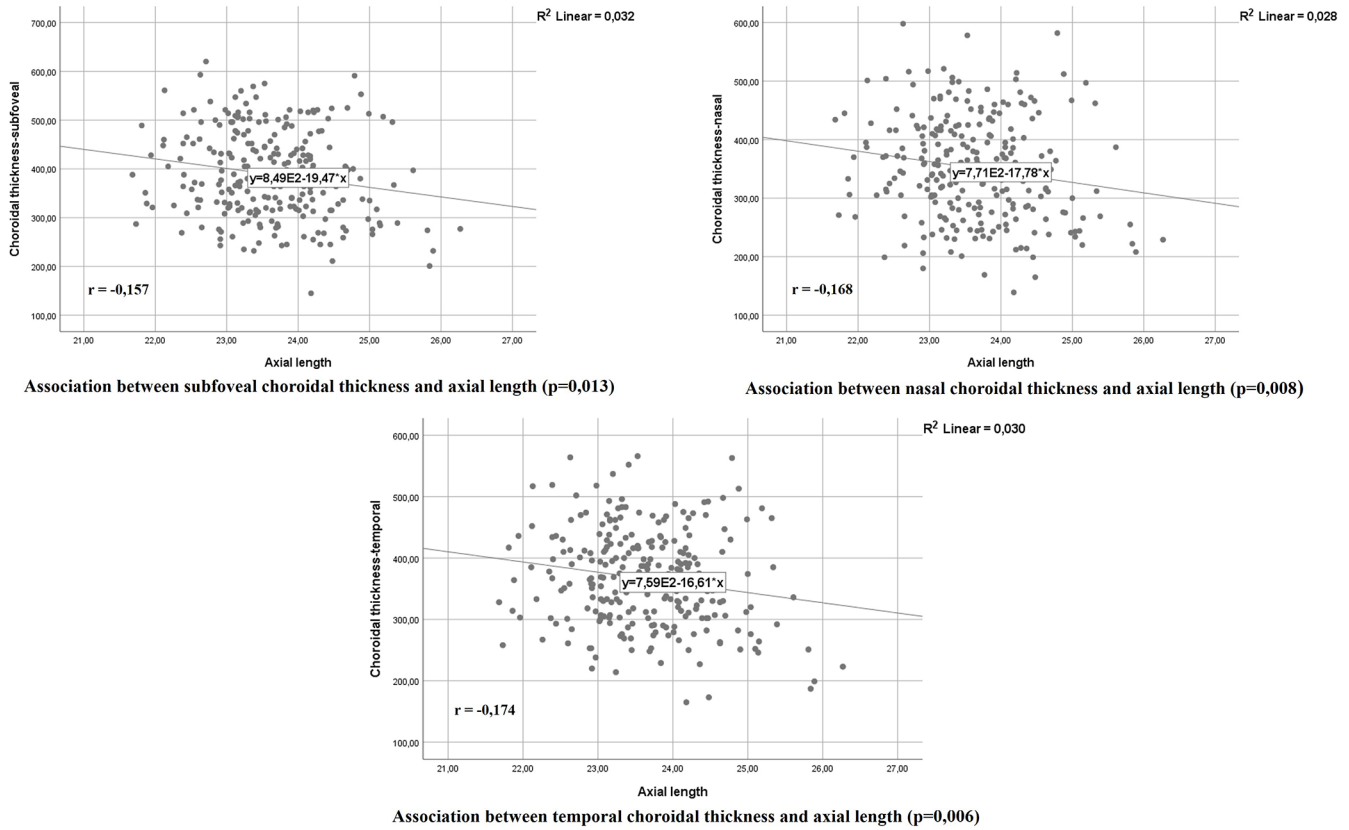 R² Linear = 0,032
700,00
600,00
500,00
400,00
300,00
200,00
100,00
Choroidal thickness-subfoveal
y=8,49E2-19,47*x
r = -0,157
21,00 22,00 23,00 24,00 25,00 26,00 27,00
Axial length
Association between subfoveal choroidal thickness and axial length (p=0,013)
R² Linear = 0,028
600,00
500,00
400,00
300,00
200,00
100,00
Choroidal thickness-nasal
y=7,71E2-17,78*x
r = -0,168
21,00 22,00 23,00 24,00 25,00 26,00 27,00
Axial length
Association between nasal choroidal thickness and axial length (p=0,008)
R² Linear = 0,030
600,00
500,00
400,00
300,00
200,00
100,00
Choroidal thickness-temporal
y=7,59E2-16,61*x
r = -0,174
21,00 22,00 23,00 24,00 25,00 26,00 27,00
Axial length
Association between temporal choroidal thickness and axial length (p=0,006)